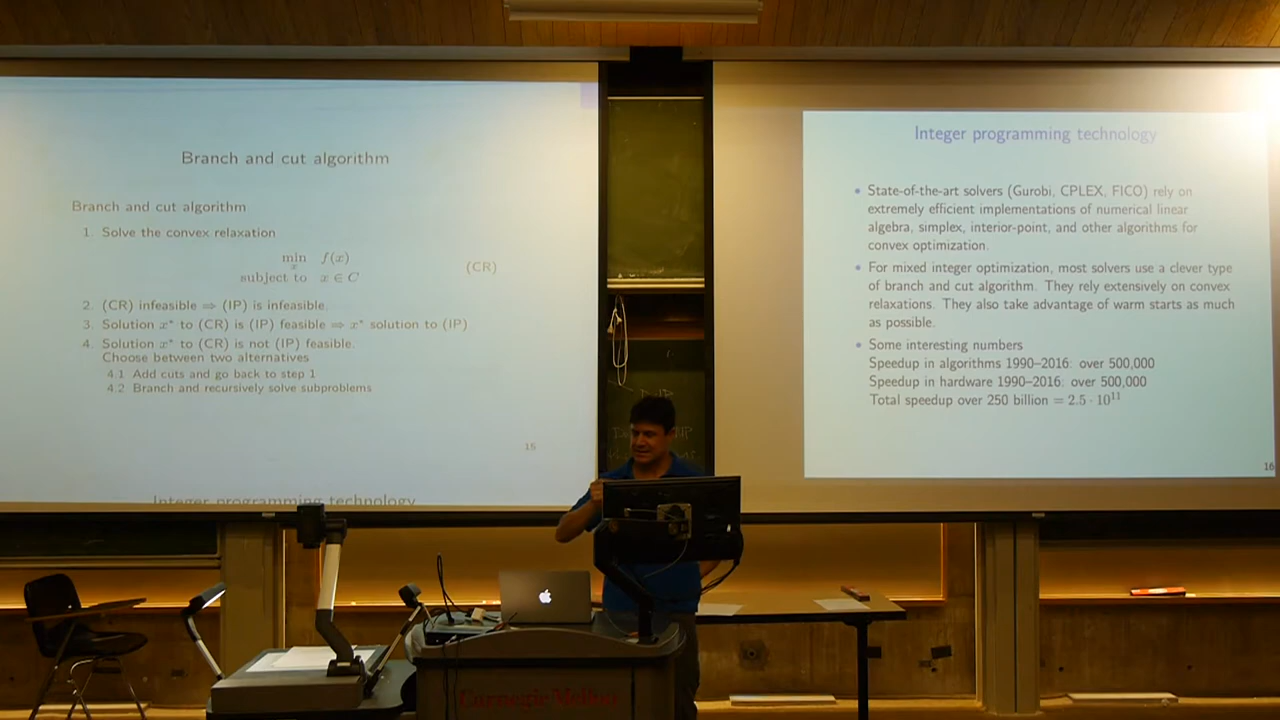 Branch and cut algorithm
Branch and cut algorithm
1. Solve the convex relaxation
min f(x)
x
subject to x ∈ C
(CR)
2. (CR) infeasible ⇒ (IP) is infeasible.
3. Solution x* to (CR) is (IP) feasible ⇒ x* solution to (IP)
4. Solution x* to (CR) is not (IP) feasible.
Choose between two alternatives
4.1 Add cuts and go back to step 1
4.2 Branch and recursively solve subproblems
15
Integer programming technology
Integer programming technology
• State-of-the-art solvers (Gurobi, CPLEX, FICO) rely on
extremely efficient implementations of numerical linear
algebra, simplex, interior-point, and other algorithms for
convex optimization.
• For mixed integer optimization, most solvers use a clever type
of branch and cut algorithm. They rely extensively on convex
relaxations. They also take advantage of warm starts as much
as possible.
• Some interesting numbers
Speedup in algorithms 1990–2016: over 500,000
Speedup in hardware 1990–2016: over 500,000
Total speedup over 250 billion = 2.5 · 10¹¹
16
Carnegie Mellon